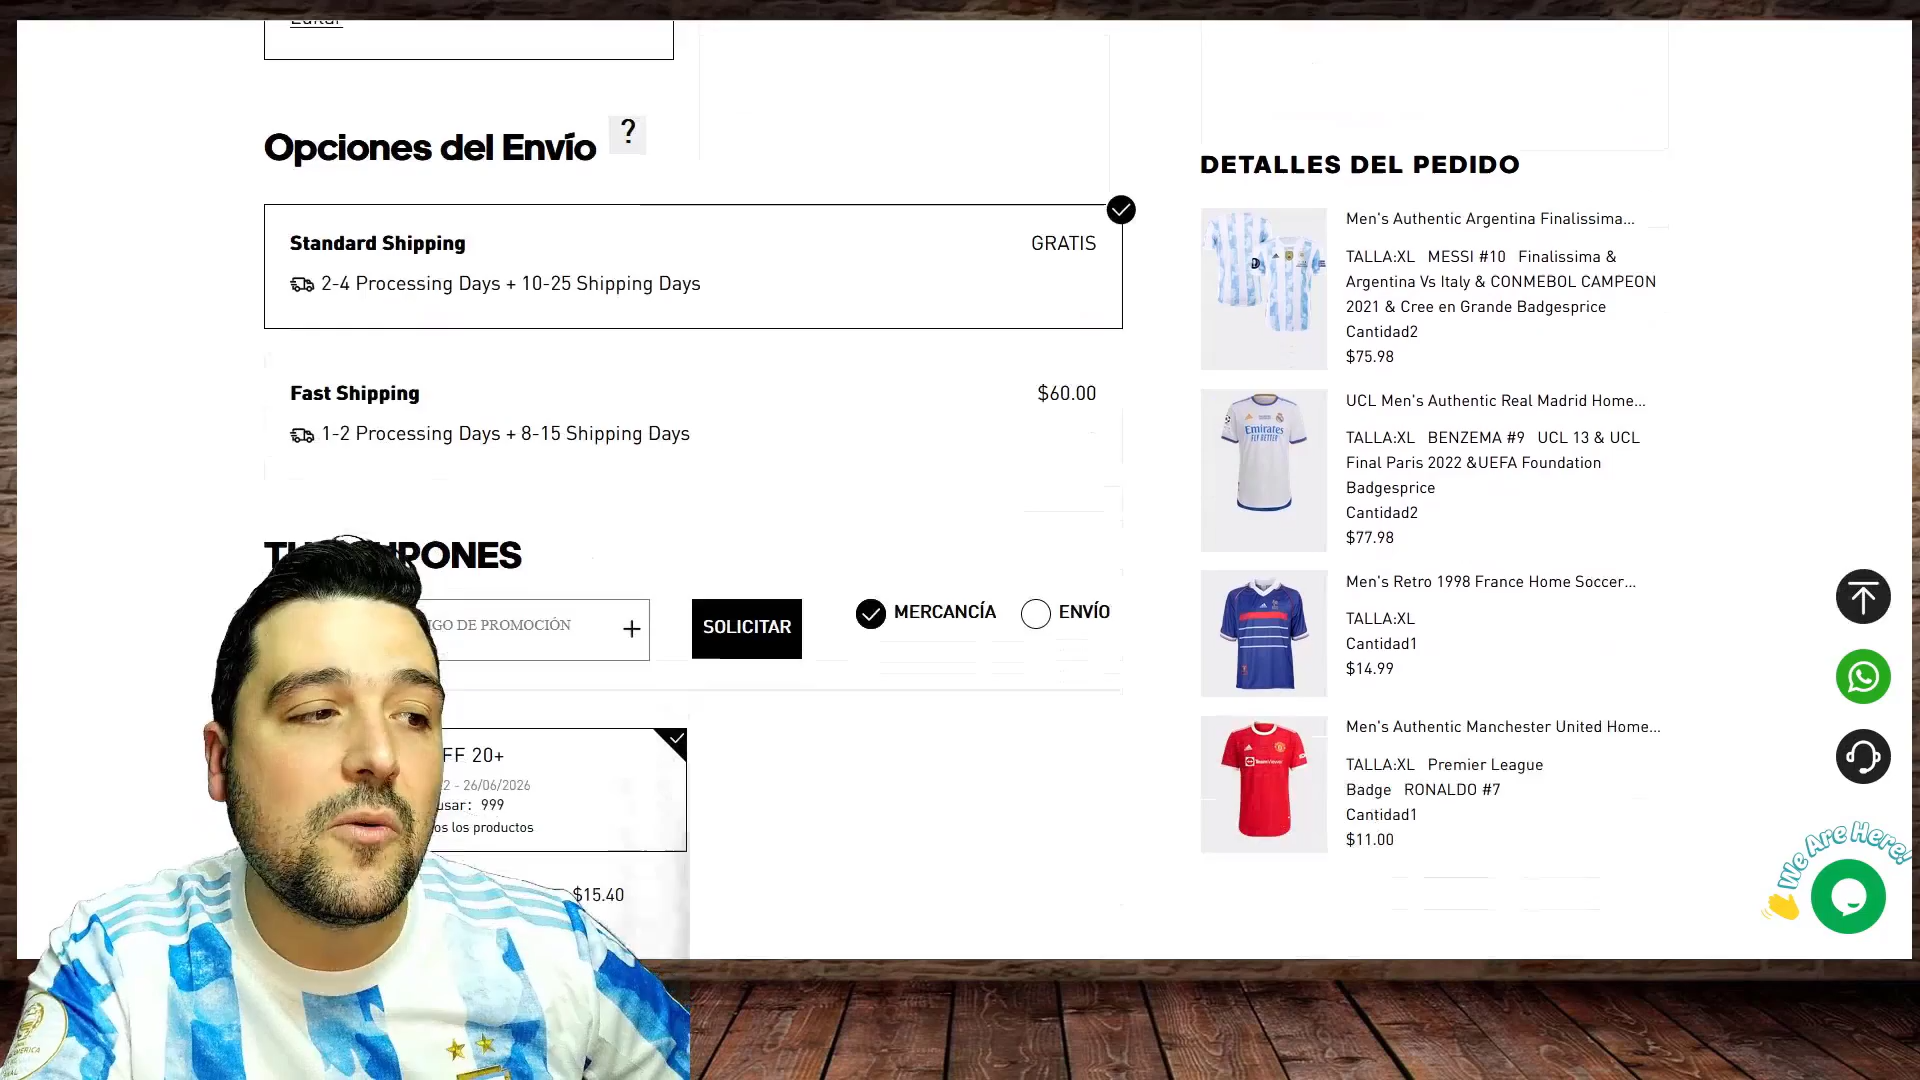 Opciones del Envío ?
Standard Shipping
GRATIS
2-4 Processing Days + 10-25 Shipping Days
Fast Shipping
$60.00
1-2 Processing Days + 8-15 Shipping Days
PONES
IGO DE PROMOCIÓN
+
SOLICITAR
MERCANCÍA
ENVÍO
FF 20+
2 - 26/06/2026
usar: 999
os los productos
$15.40
DETALLES DEL PEDIDO
Men's Authentic Argentina Finalissima...
TALLA:XL MESSI #10 Finalissima &
Argentina Vs Italy & CONMEBOL CAMPEON
2021 & Cree en Grande Badgesprice
Cantidad2
$75.98
Emirates
FLY BETTER
UCL Men's Authentic Real Madrid Home...
TALLA:XL BENZEMA #9 UCL 13 & UCL
Final Paris 2022 &UEFA Foundation
Badgesprice
Cantidad2
$77.98
Men's Retro 1998 France Home Soccer...
TALLA:XL
Cantidad1
$14.99
Men's Authentic Manchester United Home...
TALLA:XL Premier League
Badge RONALDO #7
Cantidad1
$11.00
We Are Here!